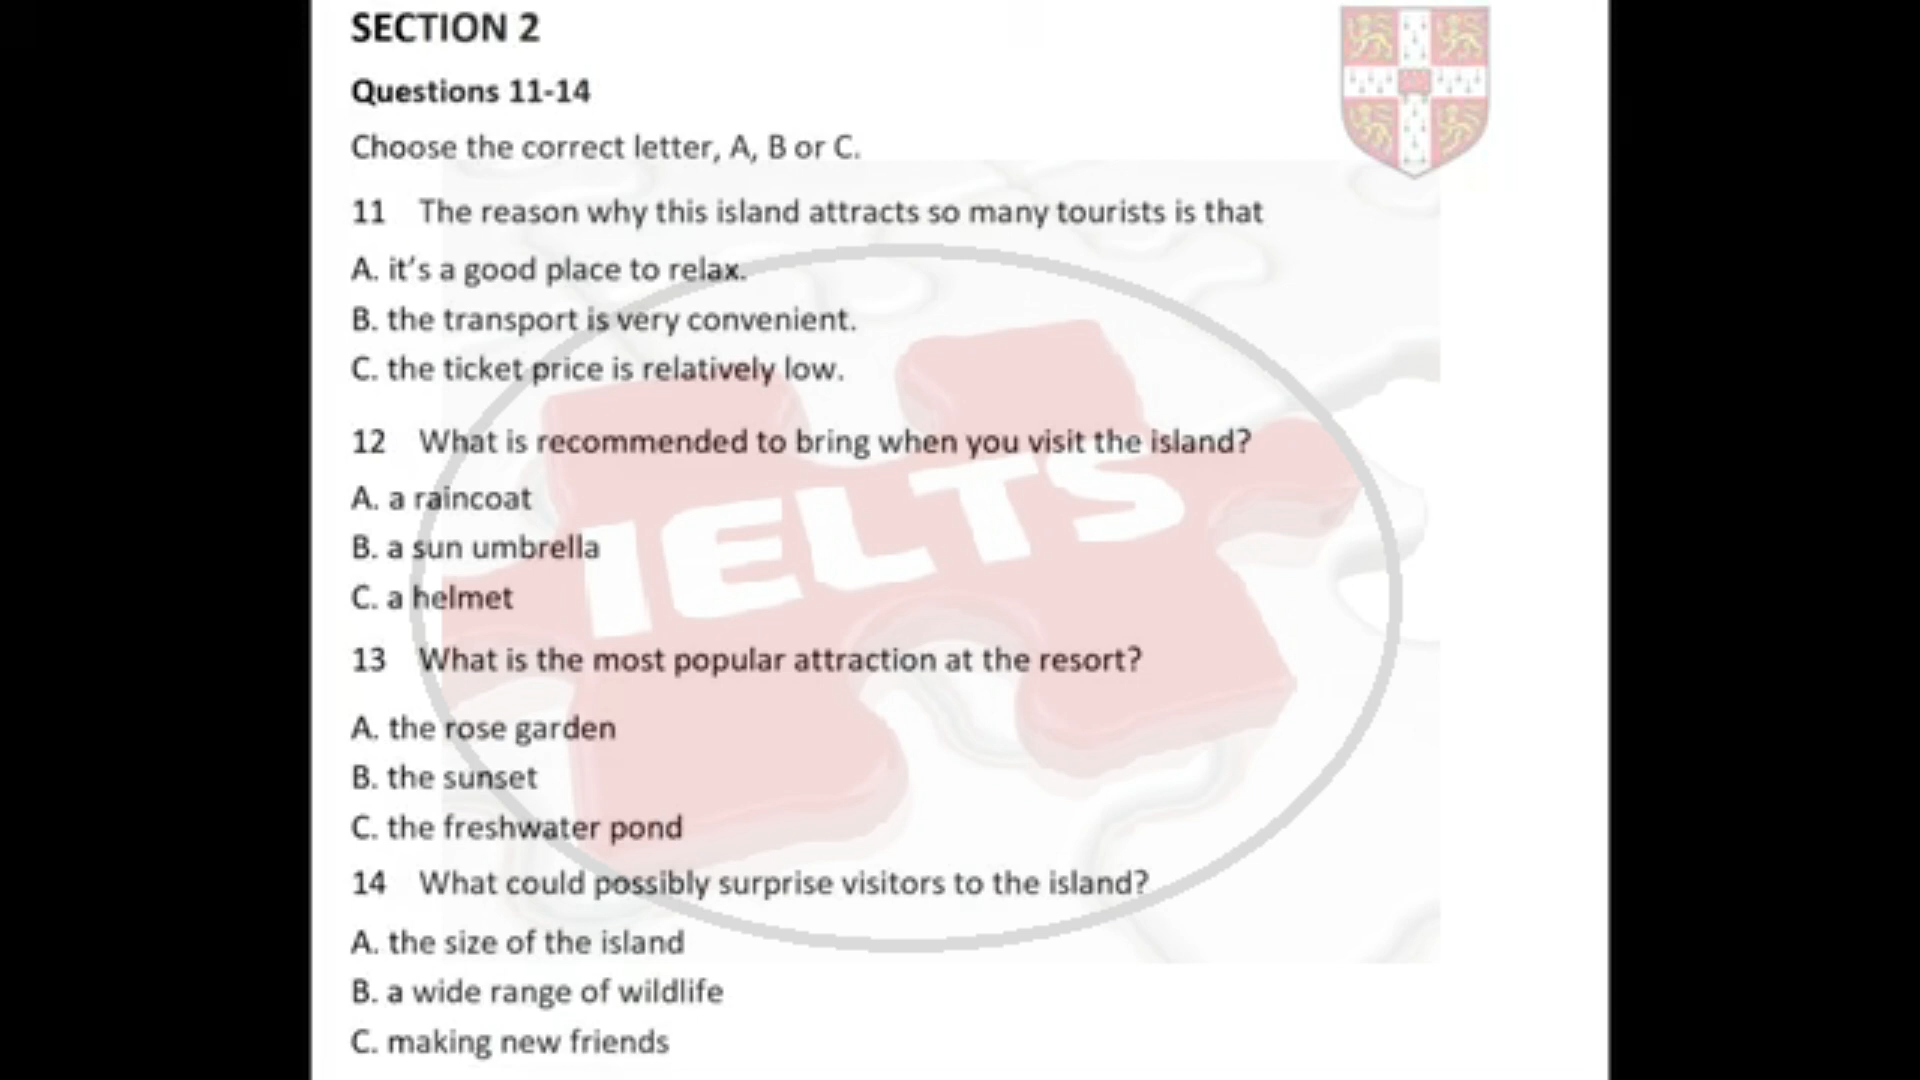 SECTION 2
Questions 11-14
Choose the correct letter, A, B or C.
11 The reason why this island attracts so many tourists is that
A. it’s a good place to relax.
B. the transport is very convenient.
C. the ticket price is relatively low.
12 What is recommended to bring when you visit the island?
A. a raincoat
B. a sun umbrella
C. a helmet
IELTS
13 What is the most popular attraction at the resort?
A. the rose garden
B. the sunset
C. the freshwater pond
14 What could possibly surprise visitors to the island?
A. the size of the island
B. a wide range of wildlife
C. making new friends